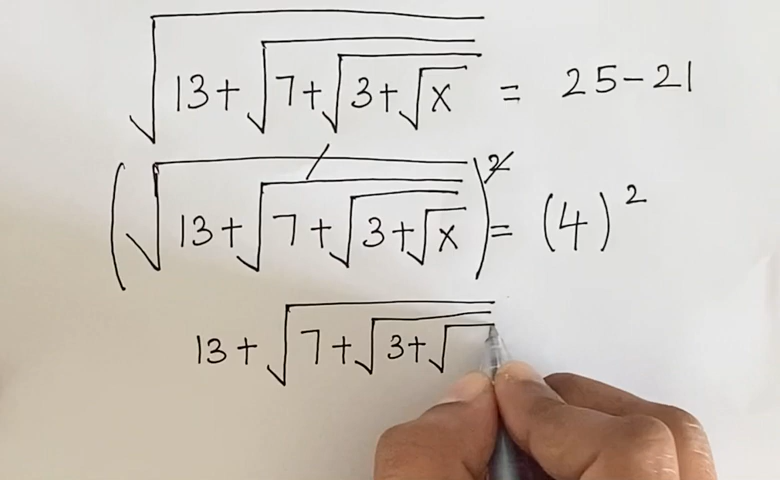 √(13+√(7+√(3+√x))) = 25-21
(√(13+√(7+√(3+√x))))² = (4)²
13+√(7+√(3+√